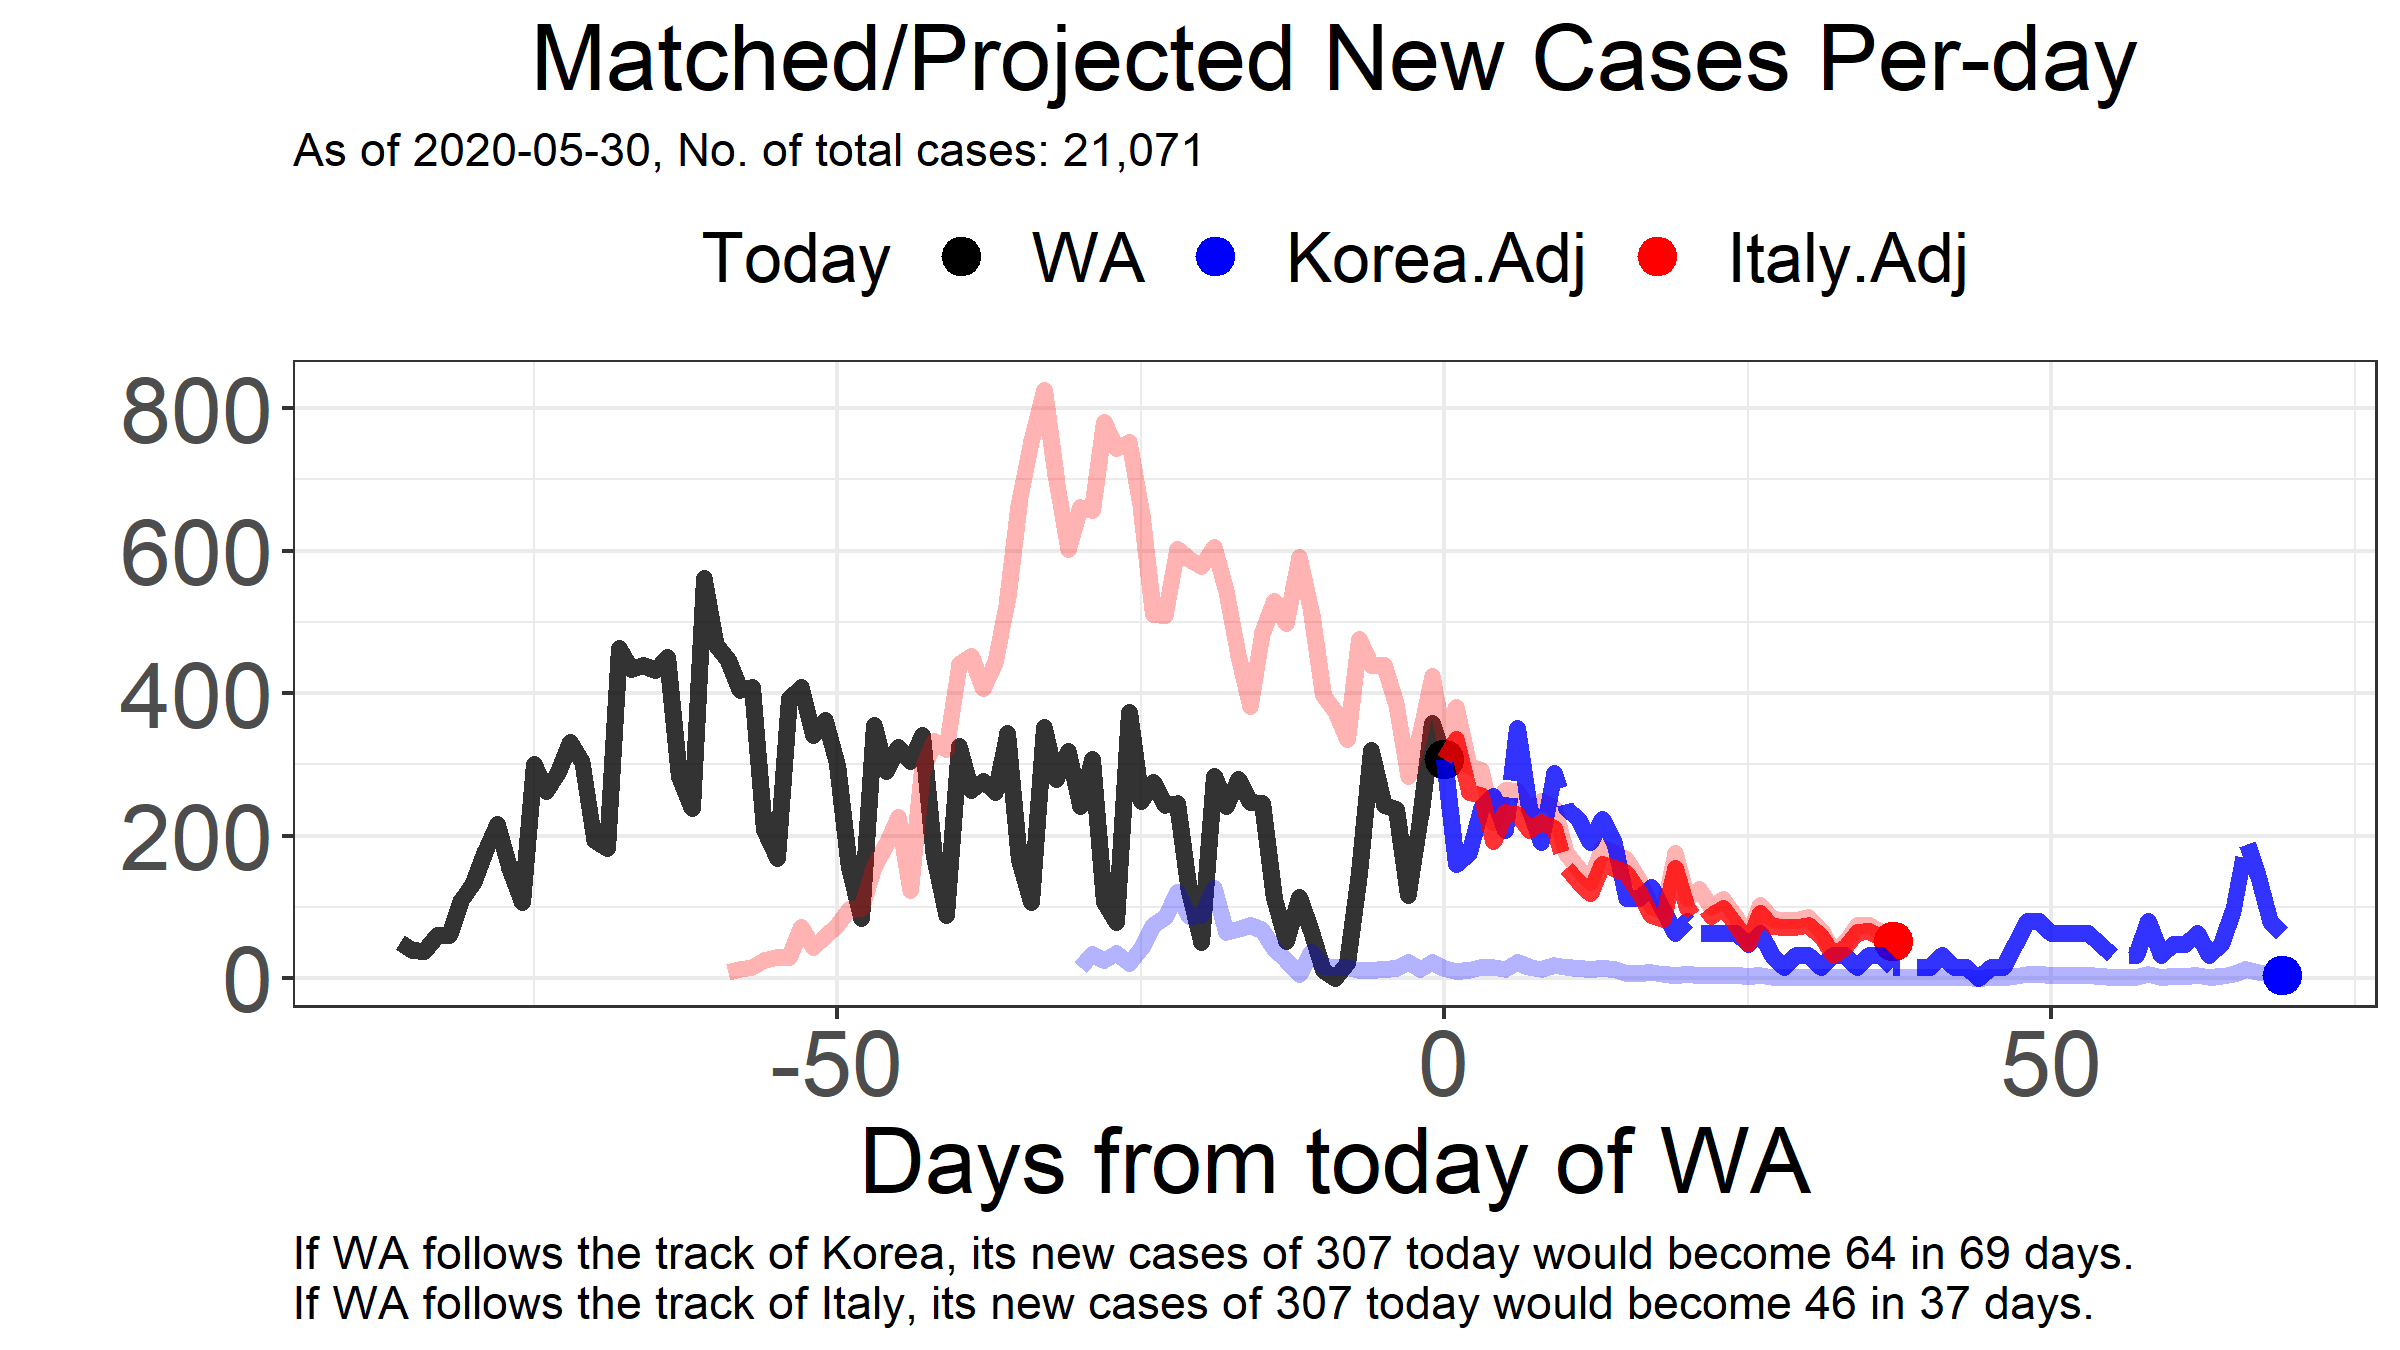 Matched/Projected New Cases Per-day
As of 2020-05-30, No. of total cases: 21,071
Today WA Korea.Adj Italy.Adj
800
600
400
200
0
-50 0 50
Days from today of WA
If WA follows the track of Korea, its new cases of 307 today would become 64 in 69 days.
If WA follows the track of Italy, its new cases of 307 today would become 46 in 37 days.